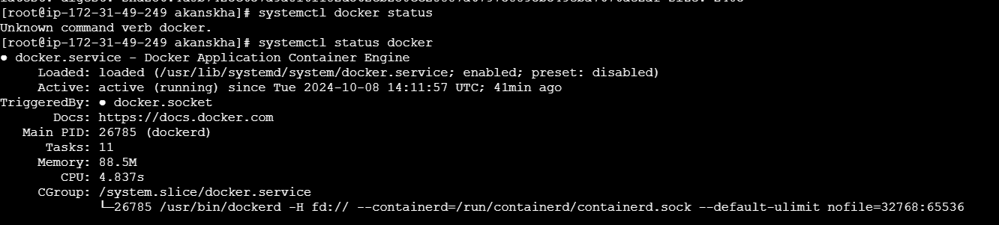 [root@ip-172-31-49-249 akanskha]# systemctl docker status
Unknown command verb docker.
[root@ip-172-31-49-249 akanskha]# systemctl status docker
● docker.service - Docker Application Container Engine
     Loaded: loaded (/usr/lib/systemd/system/docker.service; enabled; preset: disabled)
     Active: active (running) since Tue 2024-10-08 14:11:57 UTC; 41min ago
TriggeredBy: ● docker.socket
       Docs: https://docs.docker.com
   Main PID: 26785 (dockerd)
      Tasks: 11
     Memory: 88.5M
        CPU: 4.837s
     CGroup: /system.slice/docker.service
             └─26785 /usr/bin/dockerd -H fd:// --containerd=/run/containerd/containerd.sock --default-ulimit nofile=32768:65536